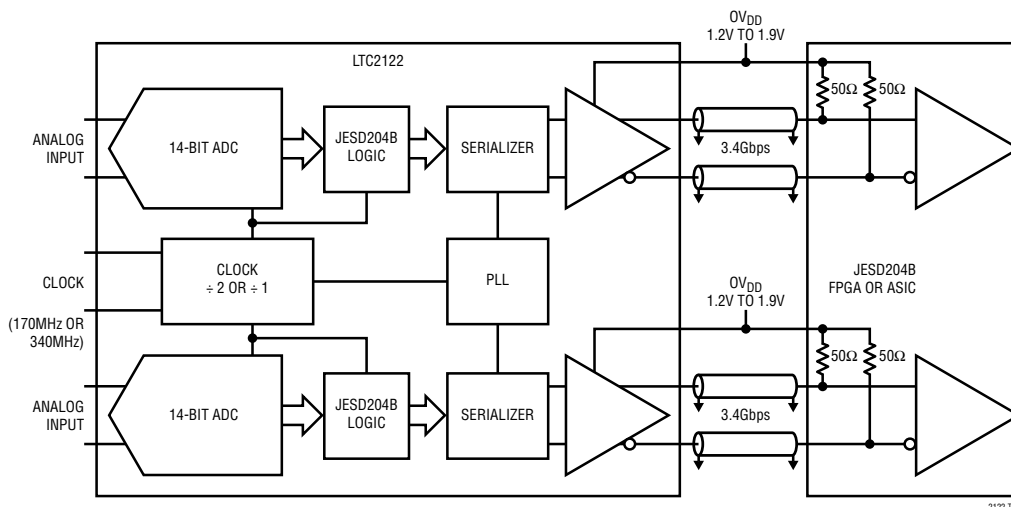 OVDD
1.2V TO 1.9V
LTC2122
50Ω
50Ω
ANALOG
INPUT
14-BIT ADC
JESD204B
LOGIC
SERIALIZER
3.4Gbps
CLOCK
(170MHz OR
340MHz)
CLOCK
÷ 2 OR ÷ 1
PLL
OVDD
1.2V TO 1.9V
JESD204B
FPGA OR ASIC
50Ω
50Ω
ANALOG
INPUT
14-BIT ADC
JESD204B
LOGIC
SERIALIZER
3.4Gbps